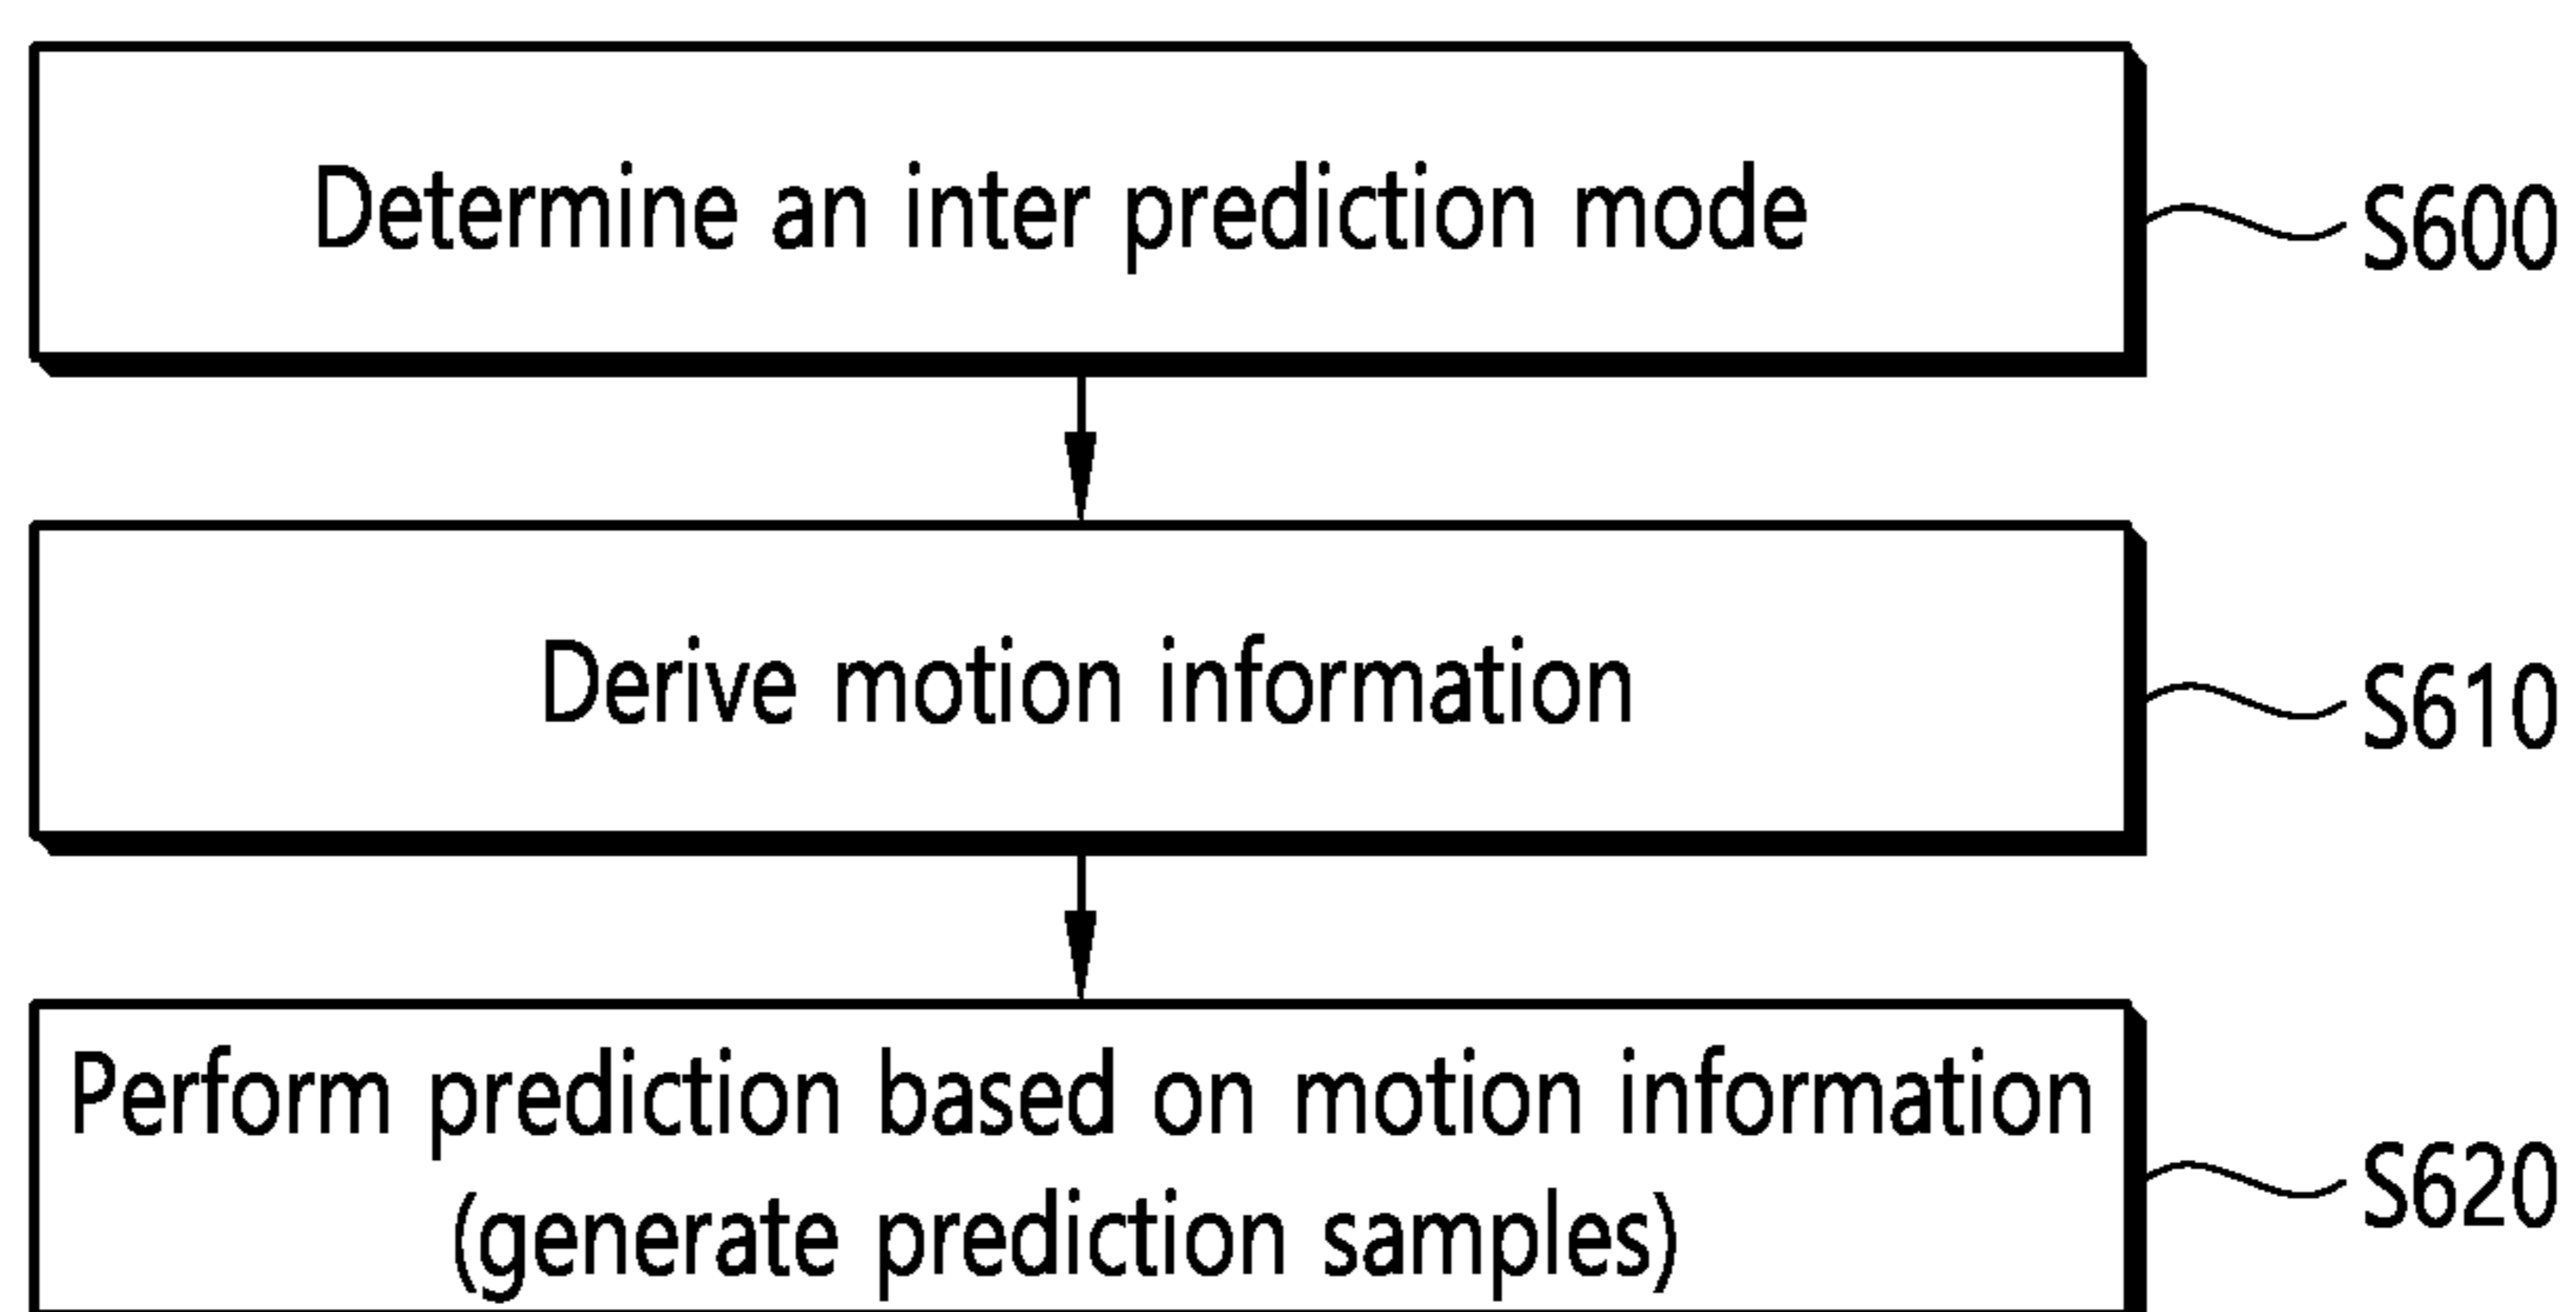 Determine an inter prediction mode
S600
Derive motion information
S610
Perform prediction based on motion information
(generate prediction samples)
S620